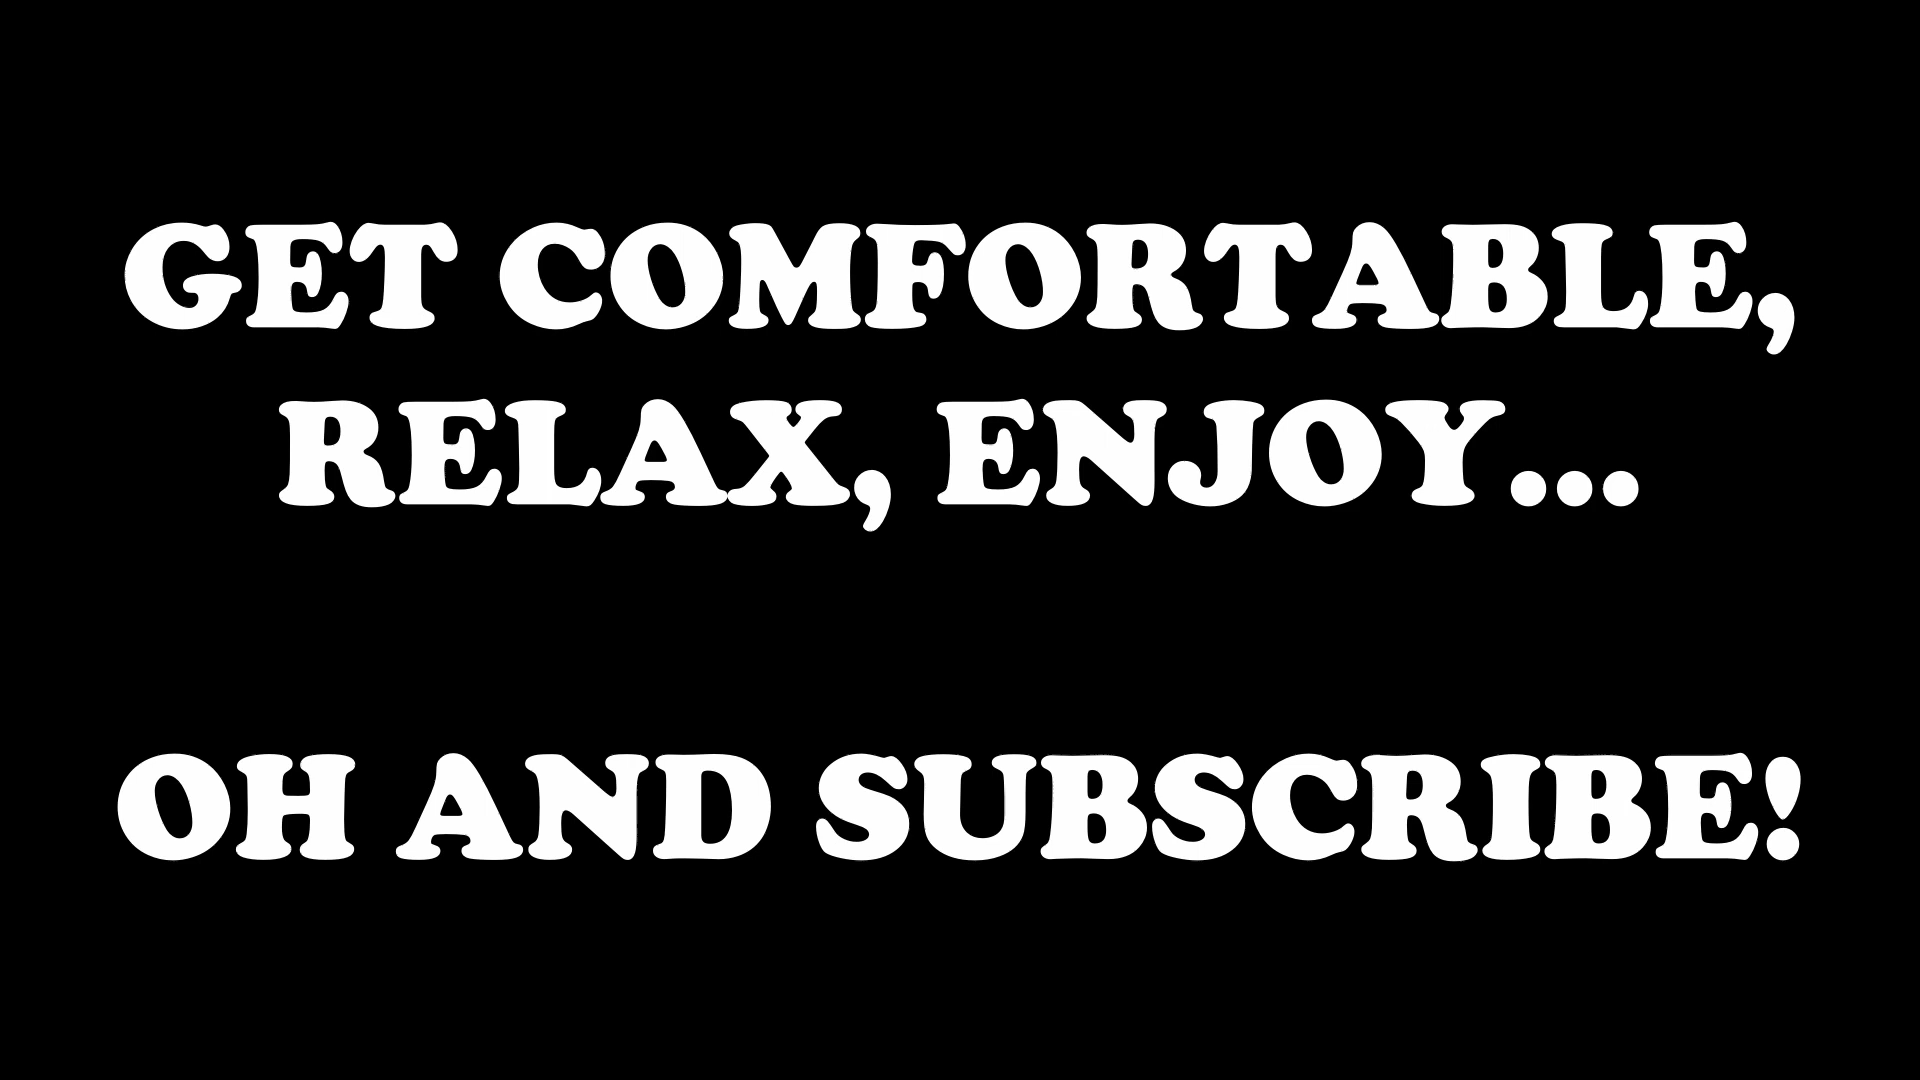 GET COMFORTABLE,
RELAX, ENJOY...
OH AND SUBSCRIBE!